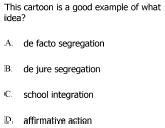 This cartoon is a good example of what
idea?
A. de facto segregation
B. de jure segregation
C. school integration
D. affirmative action